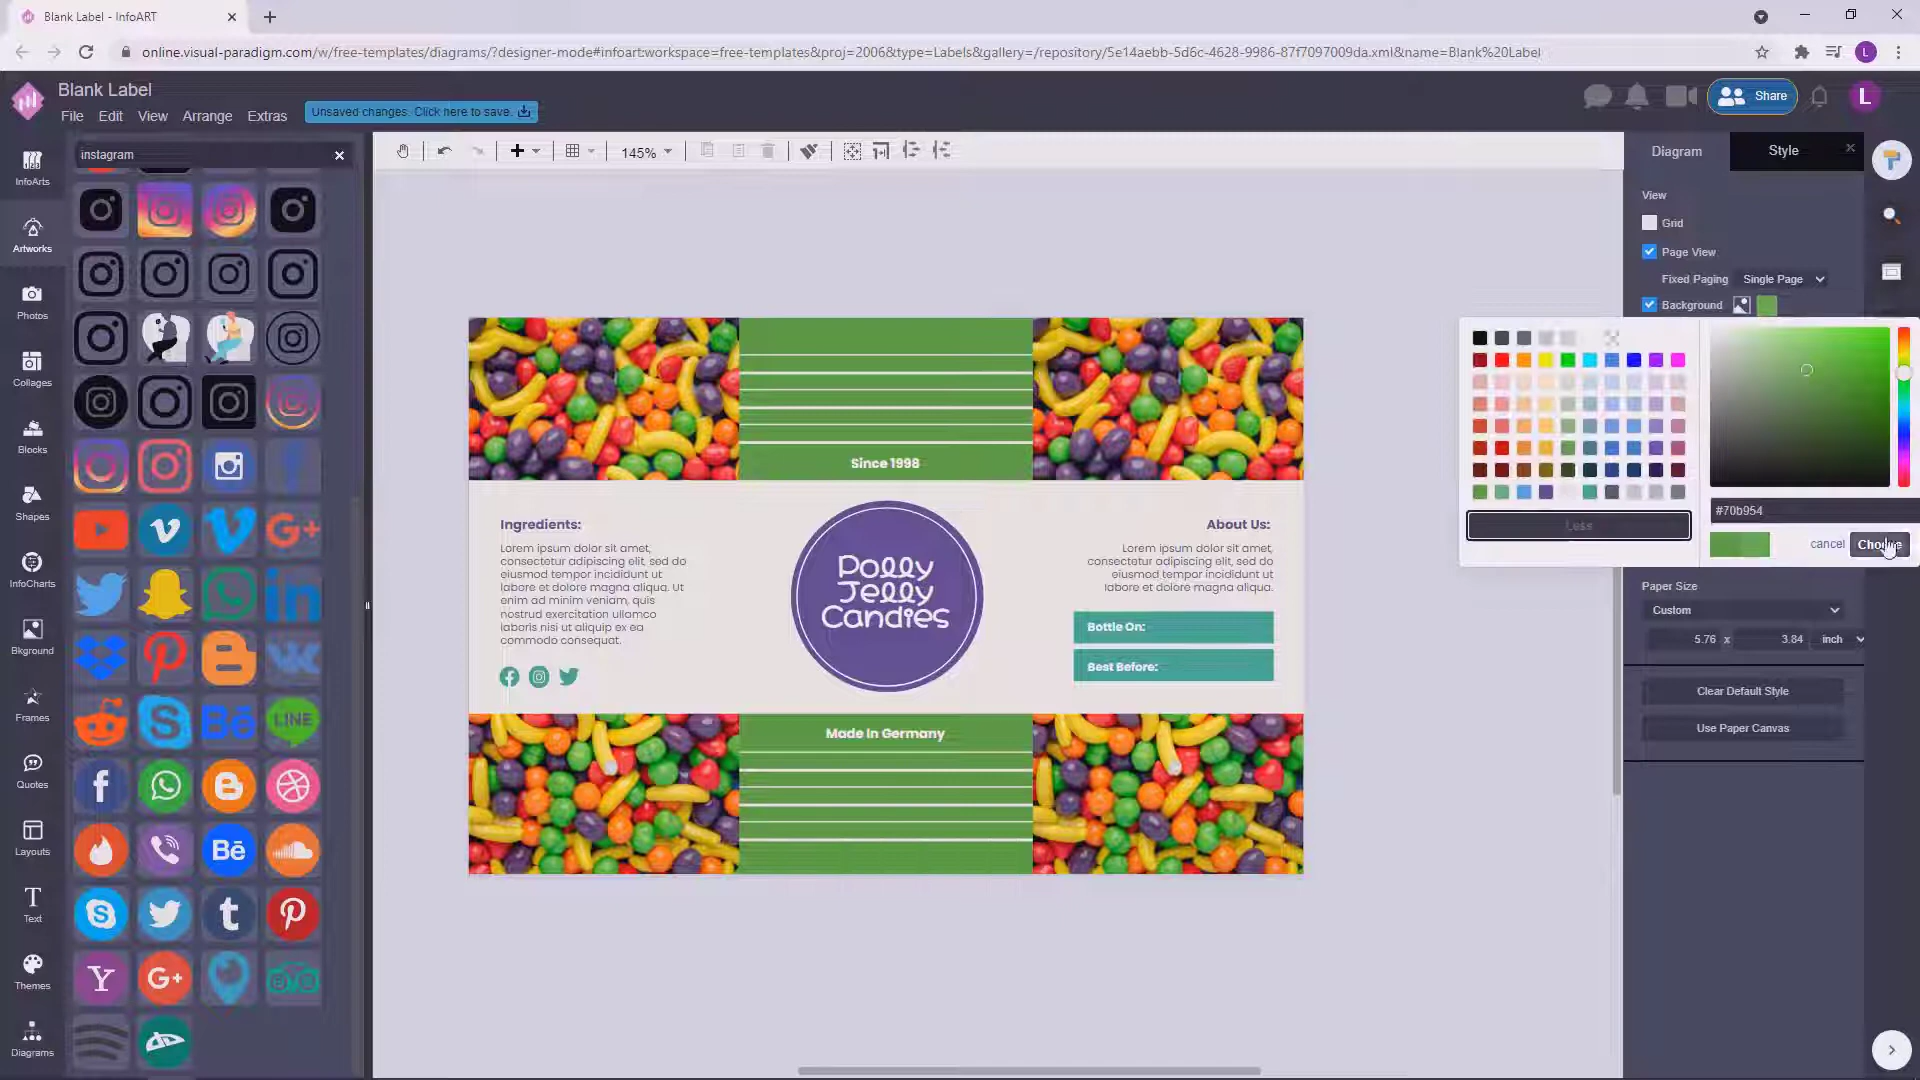 Blank Label - InfoART
online.visual-paradigm.com/w/free-templates/diagrams/?designer-mode#infoart:workspace=free-templates&proj=2006&type=Labels&gallery=/repository/5e14aebb-5d6c-4628-9986-87f7097009da.xml&name=Blank%20Label
L
Blank Label
File Edit View Arrange Extras
Unsaved changes. Click here to save.
Share
L
instagram
145%
Diagram
Style
InfoArts
Artworks
Photos
Collages
Blocks
Shapes
InfoCharts
Bkground
Frames
Quotes
Layouts
Text
Themes
Diagrams
LINE
Since 1998
Ingredients:
Lorem ipsum dolor sit amet,
consectetur adipiscing elit, sed do
eiusmod tempor incididunt ut
labore et dolore magna aliqua. Ut
enim ad minim veniam, quis
nostrud exercitation ullamco
laboris nisi ut aliquip ex ea
commodo consequat.
Polly
Jelly
Candies
About Us:
Lorem ipsum dolor sit amet,
consectetur adipiscing elit, sed do
eiusmod tempor incididunt ut
labore et dolore magna aliqua.
Bottle On:
Best Before:
Made In Germany
View
Grid
Page View
Fixed Paging Single Page
Background
Less
#70b954
cancel
Paper Size
Custom
5.76 x 3.84 inch
Clear Default Style
Use Paper Canvas